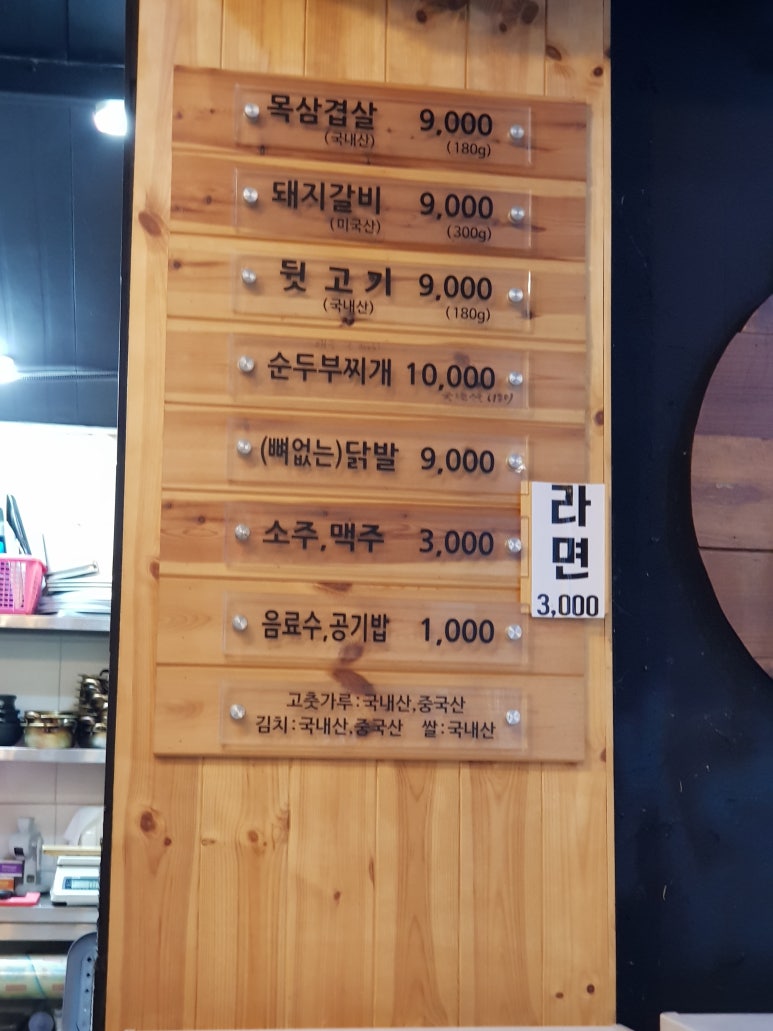 목삼겹살 9,000
(국내산) (180g)
돼지갈비 9,000
(미국산) (300g)
뒷고기 9,000
(국내산) (180g)
순두부찌개 10,000
(뼈없는)닭발 9,000
소주,맥주 3,000
음료수,공기밥 1,000
고춧가루:국내산,중국산
김치:국내산,중국산 쌀:국내산
라면
3,000